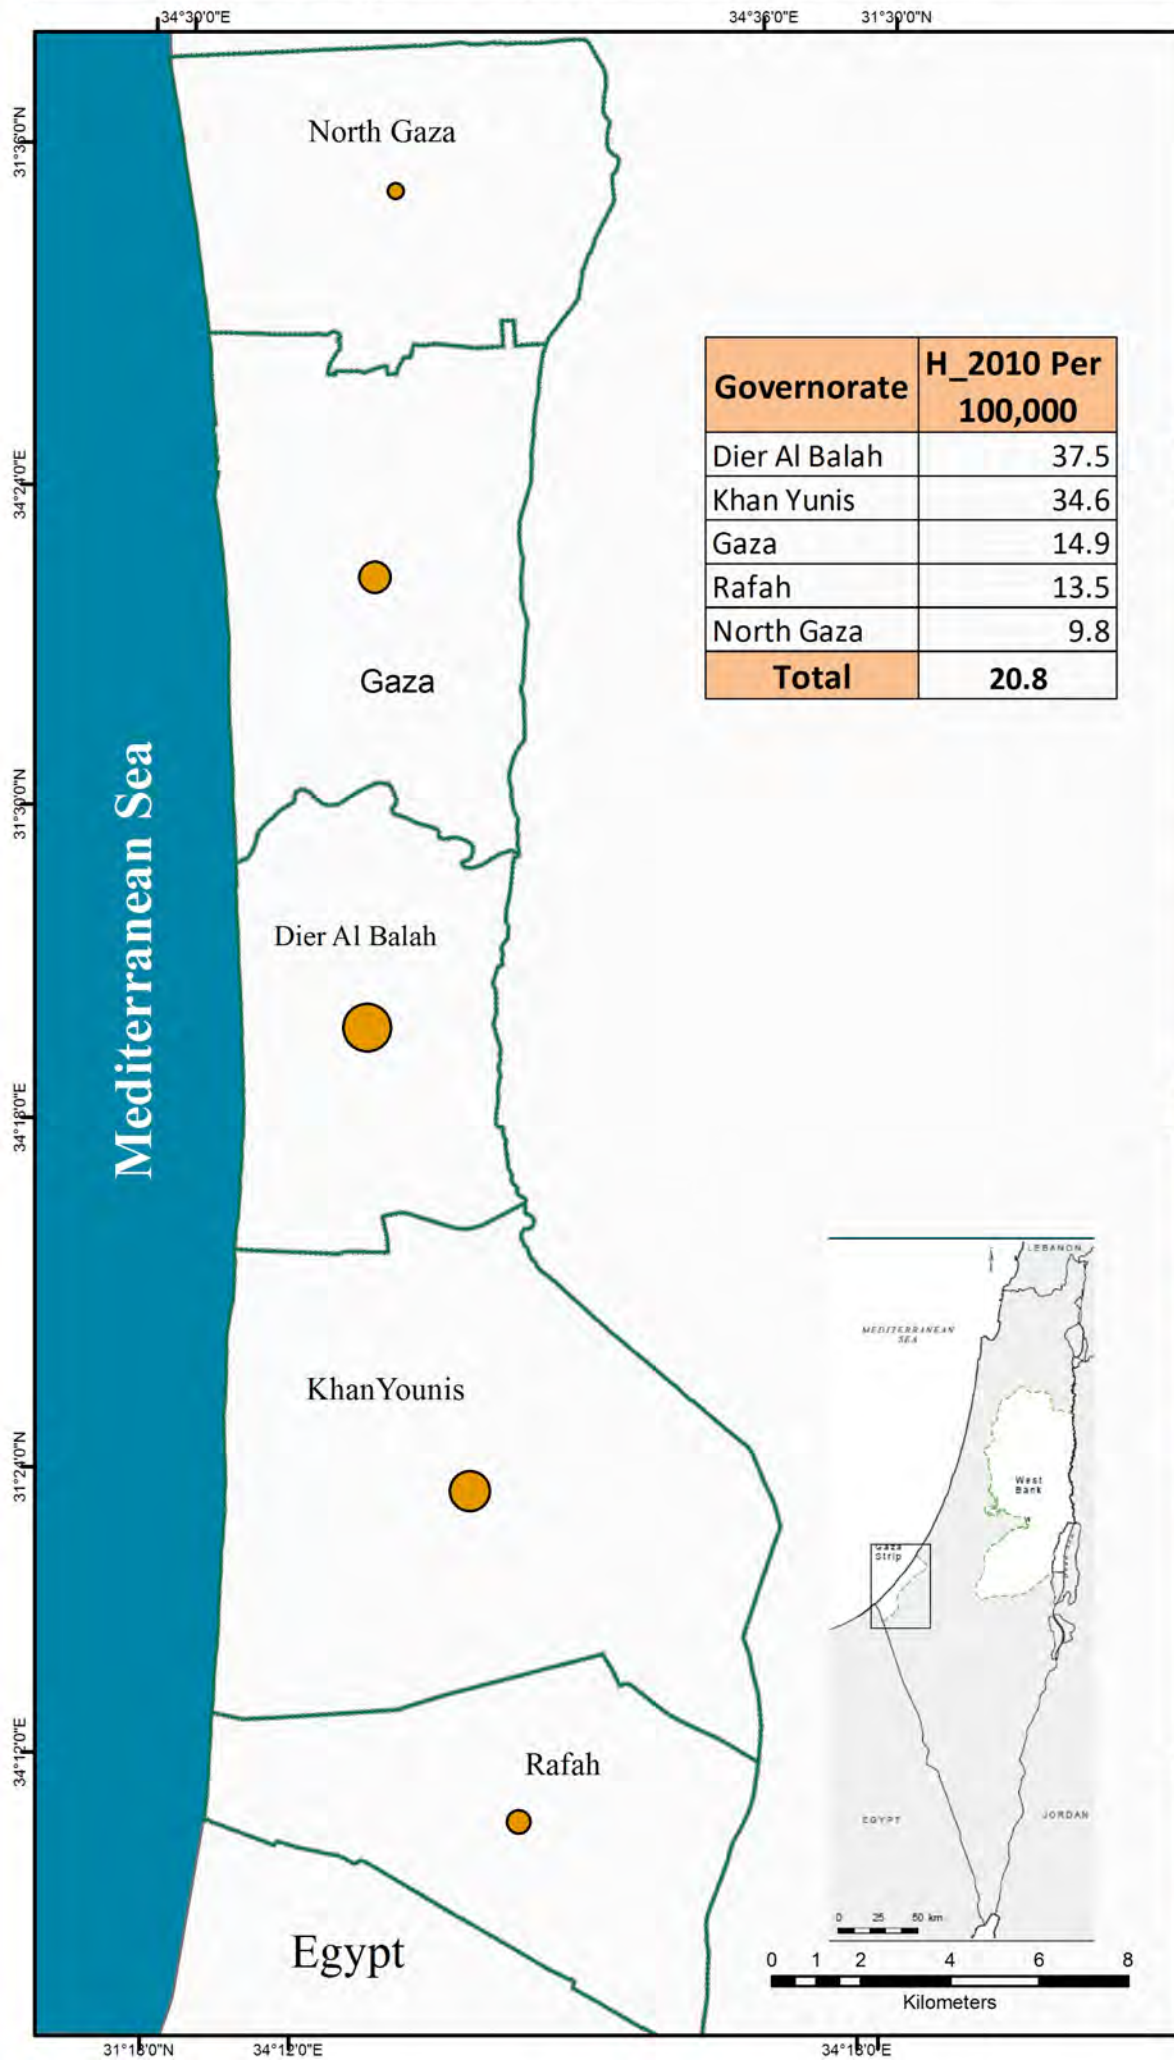 34°30'0"E
34°36'0"E
31°30'0"N
31°36'0"N
North Gaza
Governorate
H_2010 Per
100,000
Dier Al Balah 37.5
Khan Yunis 34.6
Gaza 14.9
Rafah 13.5
North Gaza 9.8
Total 20.8
34°24'0"E
Gaza
Mediterranean Sea
31°30'0"N
Dier Al Balah
34°18'0"E
KhanYounis
31°24'0"N
34°12'0"E
Rafah
Egypt
LEBANON
MEDITERRANEAN
SEA
West
Bank
Gaza
Strip
EGYPT
JORDAN
0 25 50 km
0 1 2 4 6 8
Kilometers
31°18'0"N
34°12'0"E
34°18'0"E